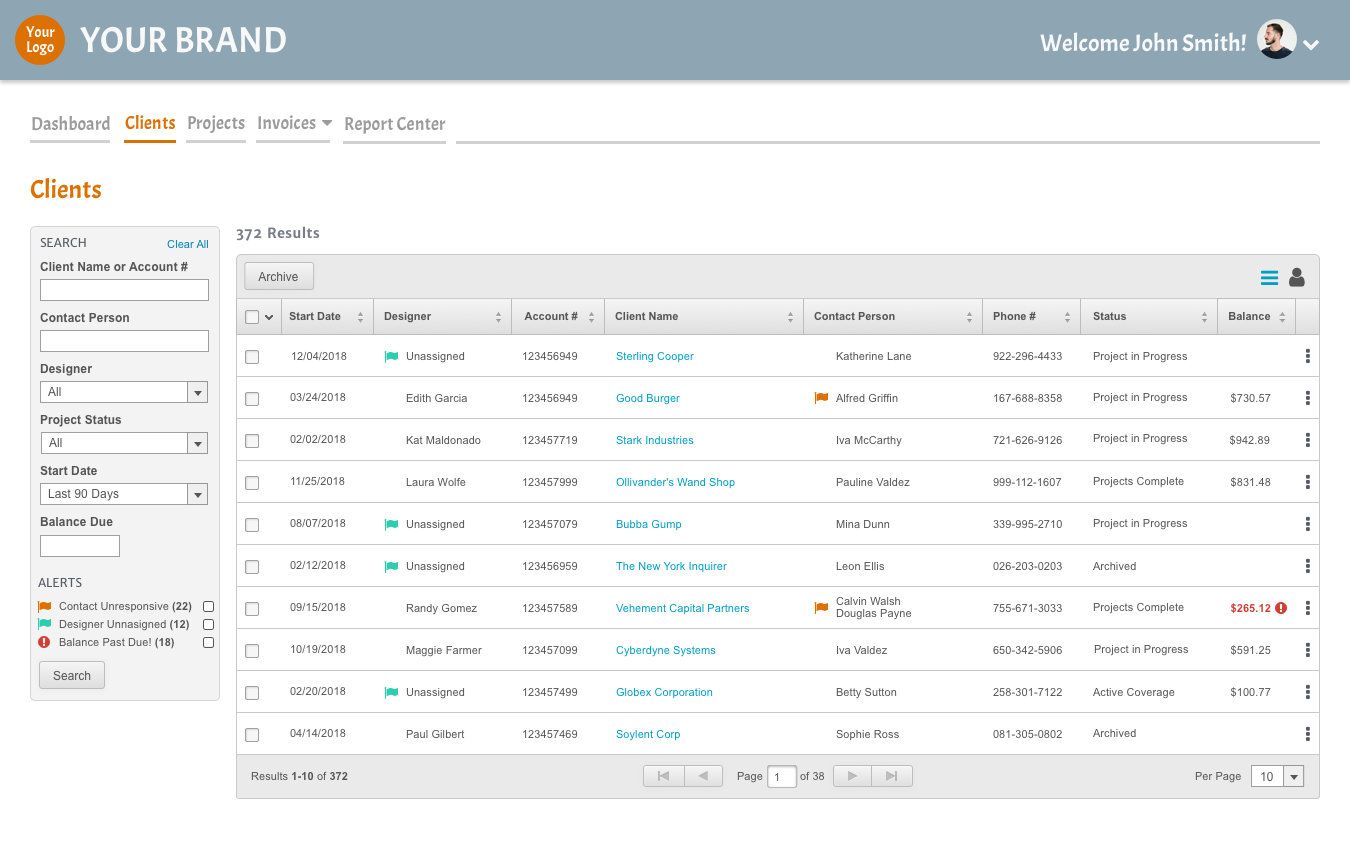 Your
Logo
YOUR BRAND
Welcome John Smith!
Dashboard Clients Projects Invoices Report Center
Clients
SEARCH Clear All
Client Name or Account #
Contact Person
Designer
All
Project Status
All
Start Date
Last 90 Days
Balance Due
ALERTS
Contact Unresponsive (22)
Designer Unnasigned (12)
Balance Past Due! (18)
Search
372 Results
Archive
Start Date Designer Account # Client Name Contact Person Phone # Status Balance
12/04/2018 Unassigned 123456949 Sterling Cooper Katherine Lane 922-296-4433 Project in Progress
03/24/2018 Edith Garcia 123456949 Good Burger Alfred Griffin 167-688-8358 Project in Progress $730.57
02/02/2018 Kat Maldonado 123457719 Stark Industries Iva McCarthy 721-626-9126 Project in Progress $942.89
11/25/2018 Laura Wolfe 123457999 Ollivander's Wand Shop Pauline Valdez 999-112-1607 Projects Complete $831.48
08/07/2018 Unassigned 123457079 Bubba Gump Mina Dunn 339-995-2710 Project in Progress
02/12/2018 Unassigned 123456959 The New York Inquirer Leon Ellis 026-203-0203 Archived
09/15/2018 Randy Gomez 123457589 Vehement Capital Partners Calvin Walsh
Douglas Payne 755-671-3033 Projects Complete $265.12
10/19/2018 Maggie Farmer 123457099 Cyberdyne Systems Iva Valdez 650-342-5906 Project in Progress $591.25
02/20/2018 Unassigned 123457499 Globex Corporation Betty Sutton 258-301-7122 Active Coverage $100.77
04/14/2018 Paul Gilbert 123457469 Soylent Corp Sophie Ross 081-305-0802 Archived
Results 1-10 of 372 Page 1 of 38 Per Page 10